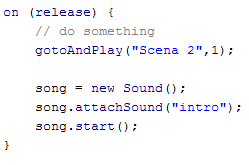 on (release) {
// do something
gotoAndPlay("Scena 2",1);
song = new Sound();
song.attachSound("intro");
song.start();
}